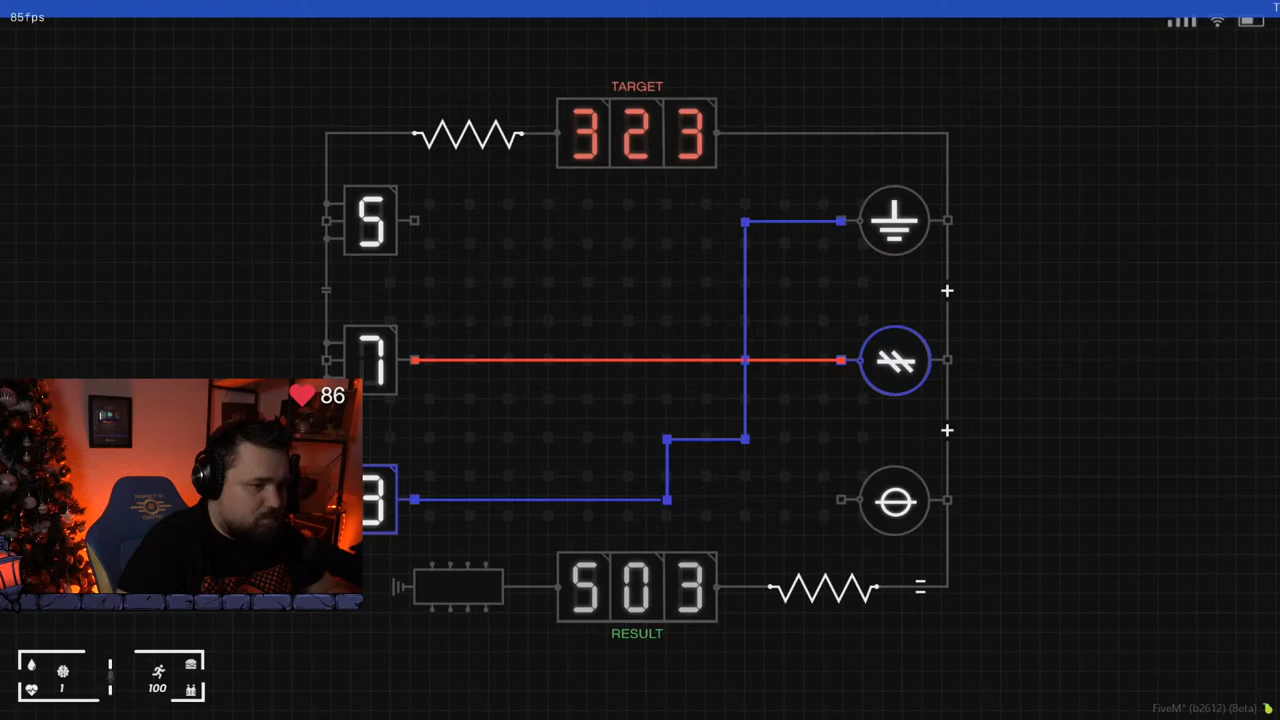 85fps
TARGET
323
5
+
7
86
+
3
503
=
RESULT
1
100
FiveM* (b2612) (Beta)